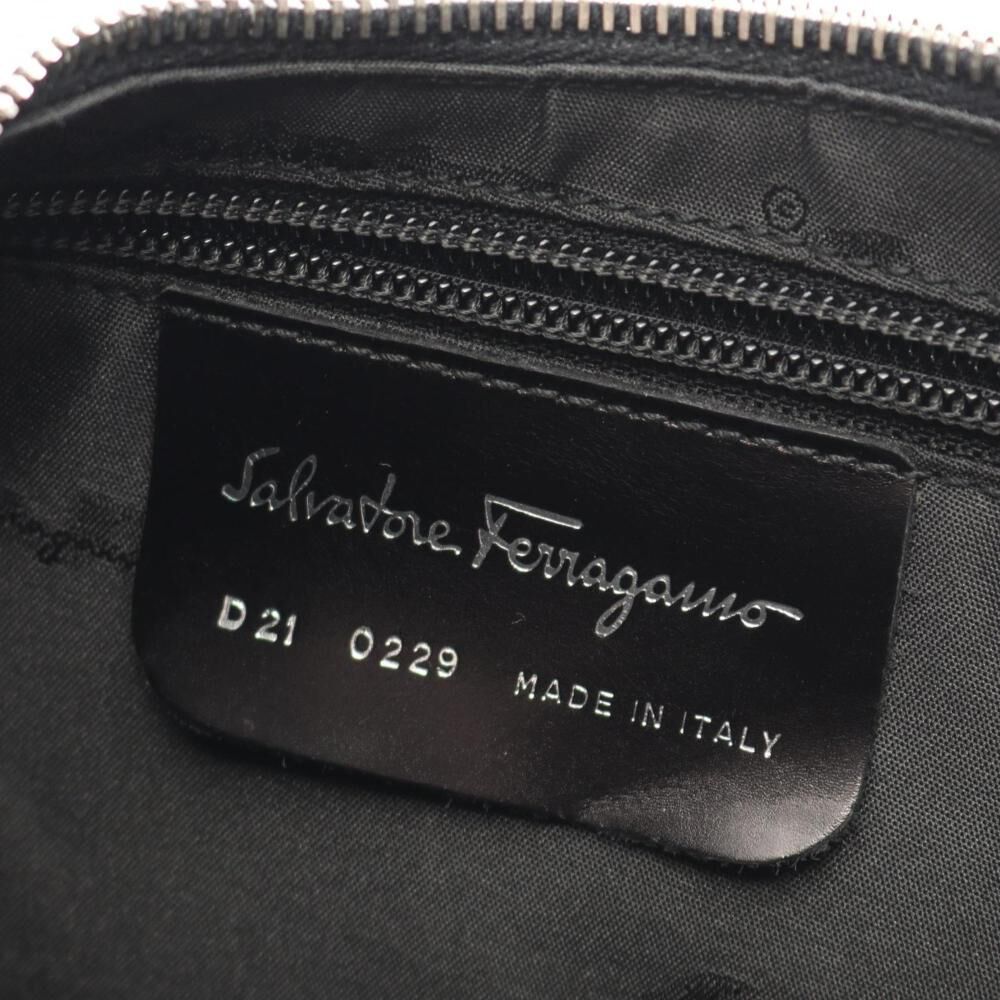 Salvatore Ferragamo
D21 0229 MADE IN ITALY